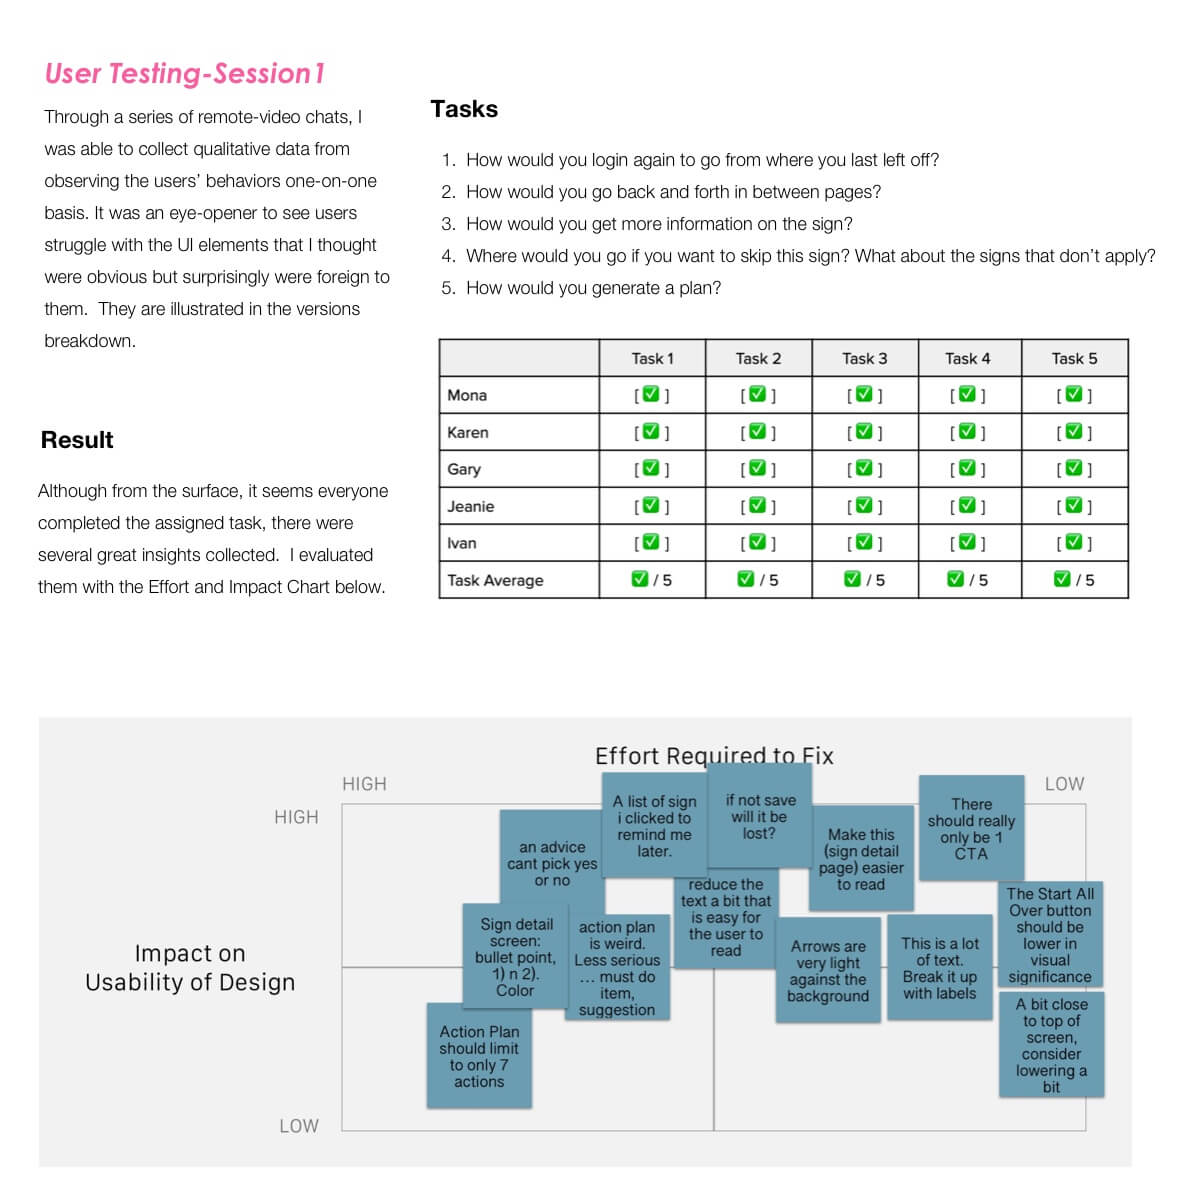 User Testing-Session1
Through a series of remote-video chats, I
was able to collect qualitative data from
observing the users’ behaviors one-on-one
basis. It was an eye-opener to see users
struggle with the UI elements that I thought
were obvious but surprisingly were foreign to
them.  They are illustrated in the versions
breakdown.
Result
Although from the surface, it seems everyone
completed the assigned task, there were
several great insights collected.  I evaluated
them with the Effort and Impact Chart below.
Tasks
1. How would you login again to go from where you last left off?
2. How would you go back and forth in between pages?
3. How would you get more information on the sign?
4. Where would you go if you want to skip this sign? What about the signs that don’t apply?
5. How would you generate a plan?
Task 1 Task 2 Task 3 Task 4 Task 5
Mona [✅] [✅] [✅] [✅] [✅]
Karen [✅] [✅] [✅] [✅] [✅]
Gary [✅] [✅] [✅] [✅] [✅]
Jeanie [✅] [✅] [✅] [✅] [✅]
Ivan [✅] [✅] [✅] [✅] [✅]
Task Average ✅ / 5 ✅ / 5 ✅ / 5 ✅ / 5 ✅ / 5
Effort Required to Fix
HIGH
LOW
HIGH
Impact on
Usability of Design
LOW
an advice
cant pick yes
or no
A list of sign
i clicked to
remind me
later.
if not save
will it be
lost?
Make this
(sign detail
page) easier
to read
There
should really
only be 1
CTA
Sign detail
screen:
bullet point,
1) n 2).
Color
action plan
is weird.
Less serious
... must do
item,
suggestion
reduce the
text a bit that
is easy for
the user to
read
Arrows are
very light
against the
background
This is a lot
of text.
Break it up
with labels
The Start All
Over button
should be
lower in
visual
significance
Action Plan
should limit
to only 7
actions
A bit close
to top of
screen,
consider
lowering a
bit